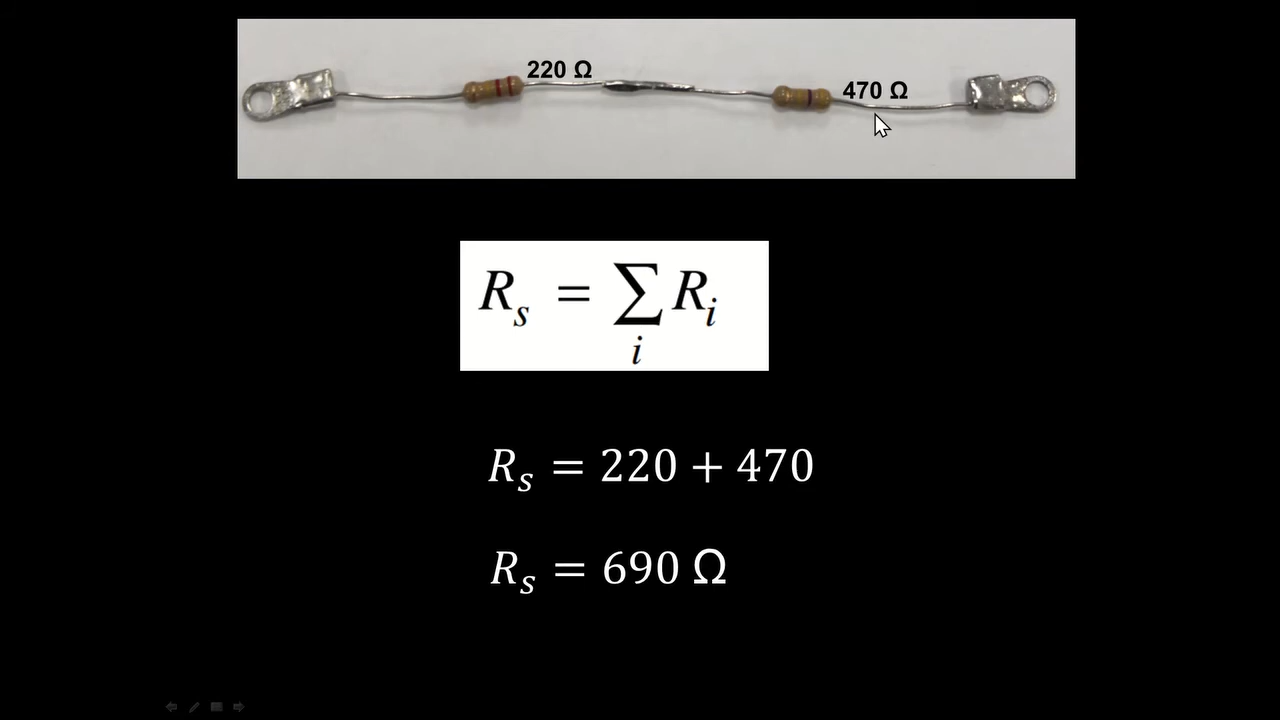 220 Ω
470 Ω
R_s = ∑_i R_i
R_s = 220 + 470
R_s = 690 Ω